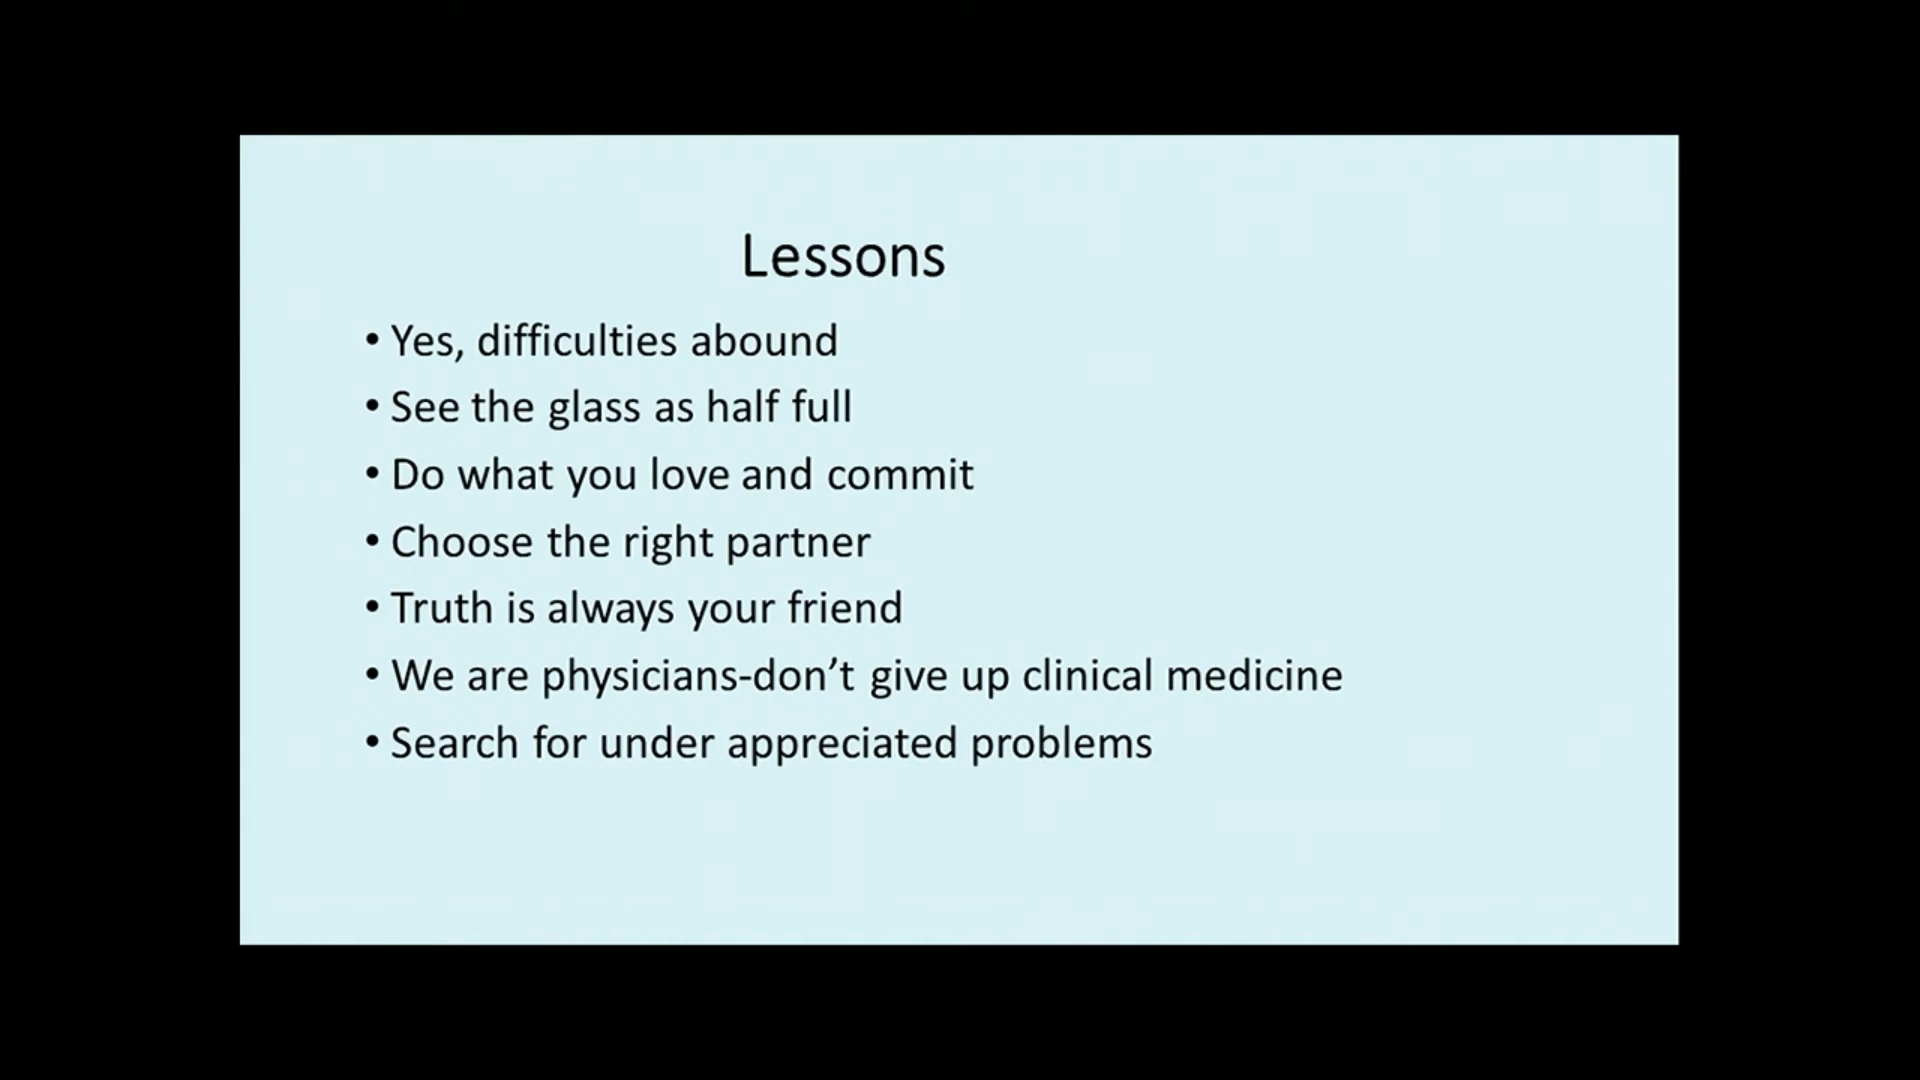 Lessons
• Yes, difficulties abound
• See the glass as half full
• Do what you love and commit
• Choose the right partner
• Truth is always your friend
• We are physicians-don’t give up clinical medicine
• Search for under appreciated problems